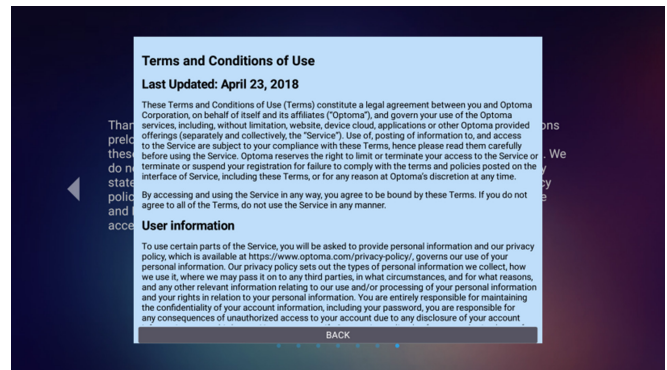 Terms and Conditions of Use
Last Updated: April 23, 2018
These Terms and Conditions of Use (Terms) constitute a legal agreement between you and Optoma
Corporation, on behalf of itself and its affiliates ("Optoma"), and govern your use of the Optoma
services, including, without limitation, website, device cloud, applications or other Optoma provided
offerings (separately and collectively, the "Service"). Use of, posting of information to, and access
to the Service are subject to your compliance with these Terms, hence please read them carefully
before using the Service. Optoma reserves the right to limit or terminate your access to the Service or
terminate or suspend your registration for failure to comply with the terms and policies posted on the
interface of Service, including these Terms, or for any reason at Optoma's discretion at any time.
By accessing and using the Service in any way, you agree to be bound by these Terms. If you do not
agree to all of the Terms, do not use the Service in any manner.
User information
To use certain parts of the Service, you will be asked to provide personal information and our privacy
policy, which is available at https://www.optoma.com/privacy-policy/, governs our use of your
personal information. Our privacy policy sets out the types of personal information we collect, how
we use it, where we may pass it on to any third parties, in what circumstances, and for what reasons,
and any other relevant information relating to our use and/or processing of your personal information
and your rights in relation to your personal information. You are entirely responsible for maintaining
the confidentiality of your account information, including your password, you are responsible for
any consequences of unauthorized access to your account due to any disclosure of your account
BACK